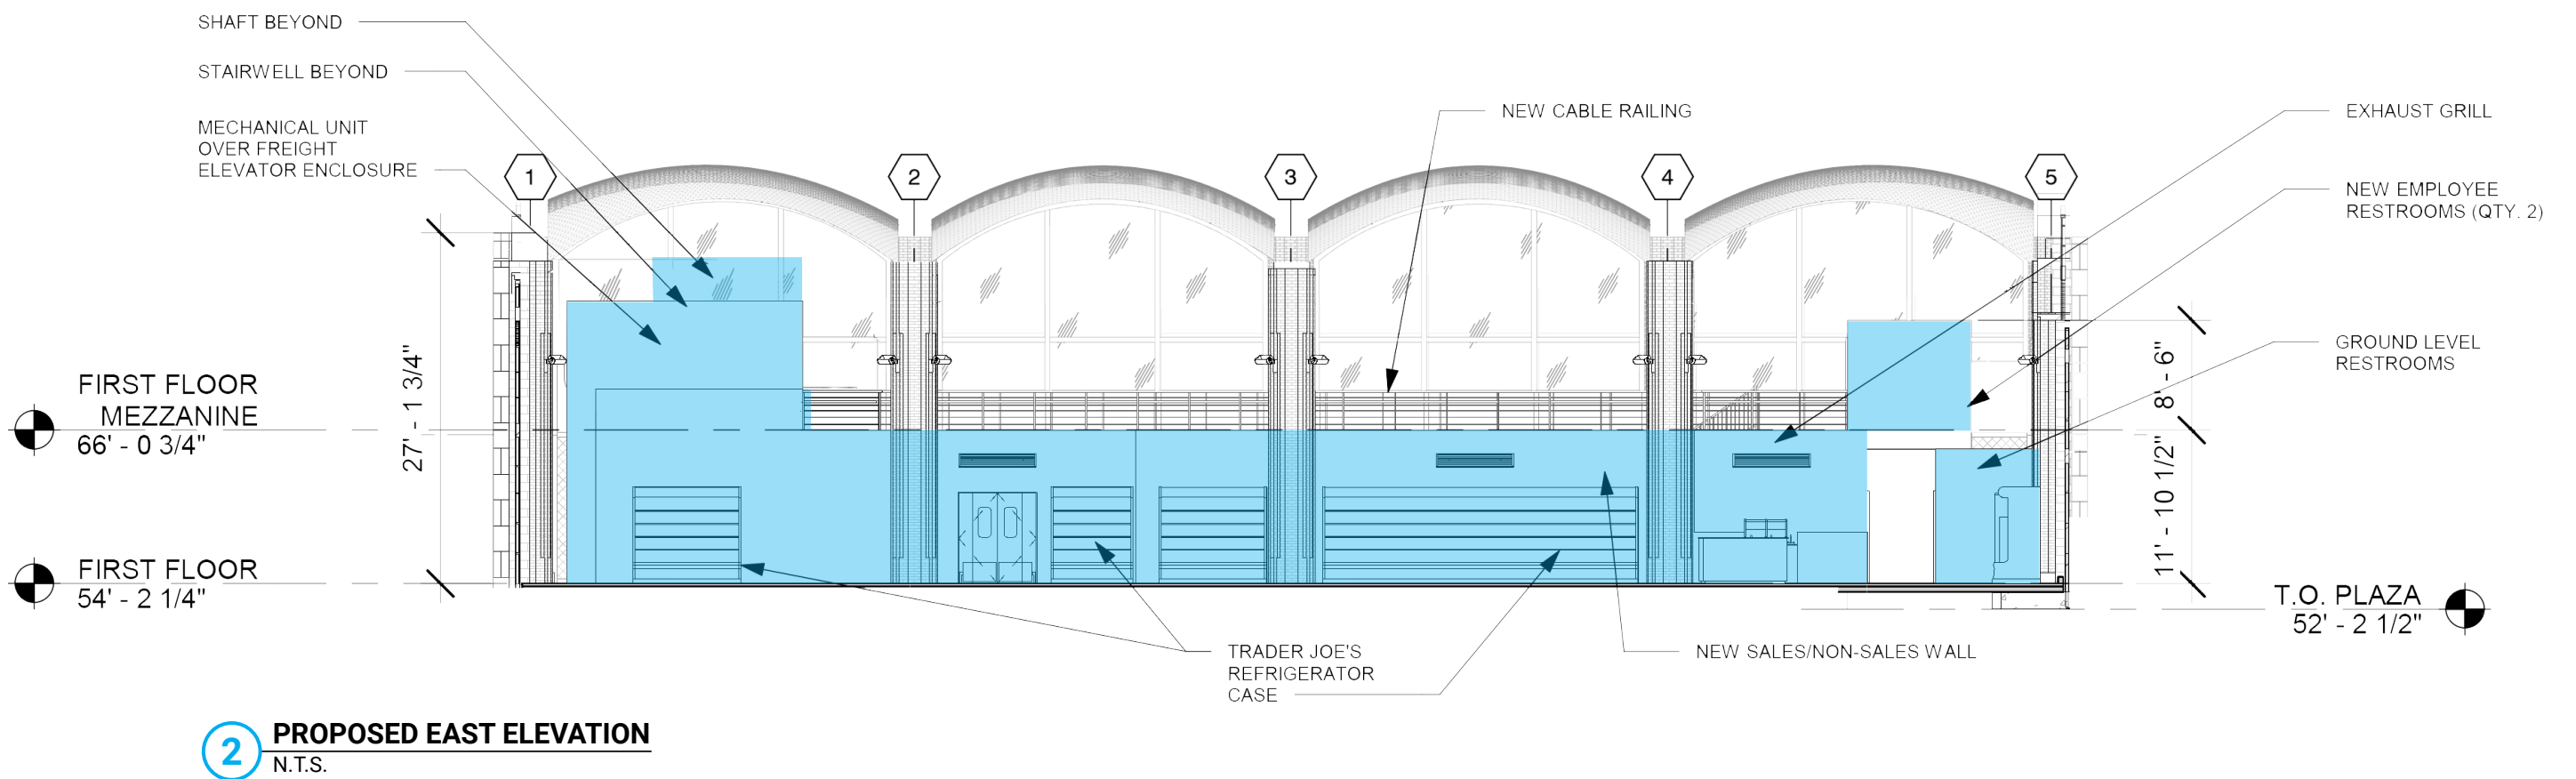 SHAFT BEYOND
STAIRWELL BEYOND
MECHANICAL UNIT
OVER FREIGHT
ELEVATOR ENCLOSURE
NEW CABLE RAILING
EXHAUST GRILL
NEW EMPLOYEE
RESTROOMS (QTY. 2)
GROUND LEVEL
RESTROOMS
1
2
3
4
5
27' - 1 3/4"
8' - 6"
11' - 10 1/2"
FIRST FLOOR
MEZZANINE
66' - 0 3/4"
FIRST FLOOR
54' - 2 1/4"
T.O. PLAZA
52' - 2 1/2"
TRADER JOE'S
REFRIGERATOR
CASE
NEW SALES/NON-SALES WALL
2
PROPOSED EAST ELEVATION
N.T.S.